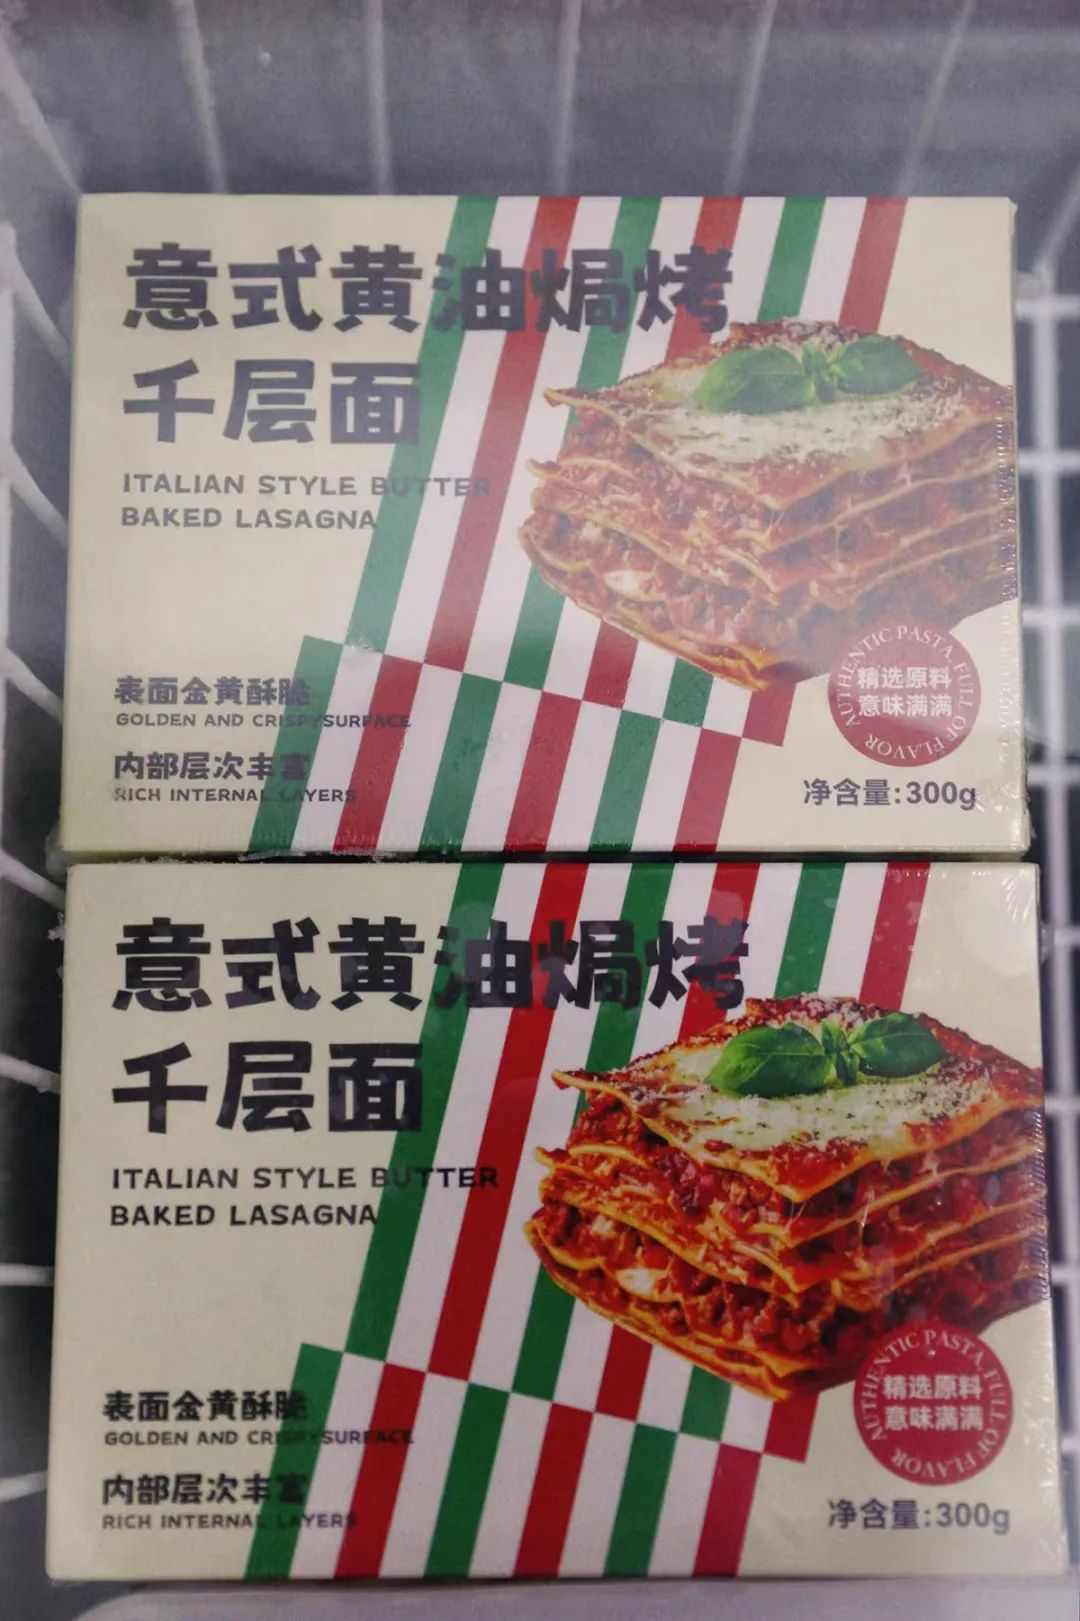 意式黄油焗烤
千层面
ITALIAN STYLE BUTTER
BAKED LASAGNA
表面金黄酥脆
GOLDEN AND CRISPYSURFACE
内部层次丰富
RICH INTERNAL LAYERS
AUTHENTIC PASTA FULL OF FLAVOR
精选原料
意味满满
净含量:300g
意式黄油焗烤
千层面
ITALIAN STYLE BUTTER
BAKED LASAGNA
表面金黄酥脆
GOLDEN AND CRISPYSURFACE
内部层次丰富
RICH INTERNAL LAYERS
AUTHENTIC PASTA FULL OF FLAVOR
精选原料
意味满满
净含量:300g